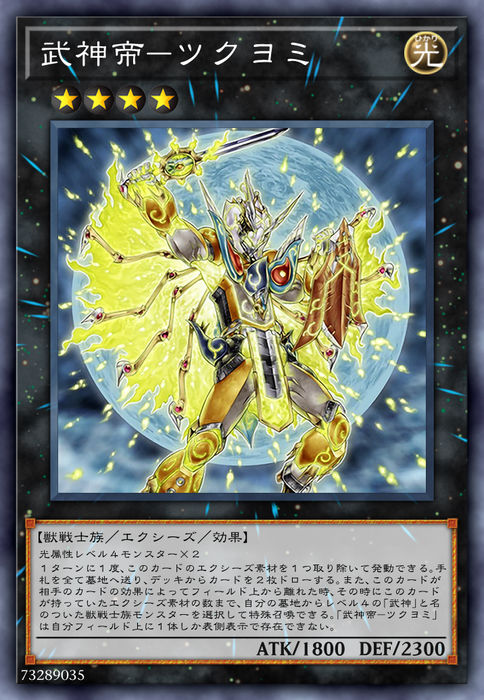 武神帝－ツクヨミ
ひかり
光
【獣戦士族／エクシーズ／効果】
光属性レベル４モンスター×２
１ターンに１度、このカードのエクシーズ素材を１つ取り除いて発動できる。手
札を全て墓地へ送り、デッキからカードを２枚ドローする。また、このカードが
相手のカードの効果によってフィールド上から離れた時、その時にこのカード
が持っていたエクシーズ素材の数まで、自分の墓地からレベル４の「武神」と名
のついた獣戦士族モンスターを選択して特殊召喚できる。「武神帝－ツクヨミ」
は自分フィールド上に１体しか表側表示で存在できない。
ATK/1800 DEF/2300
73289035